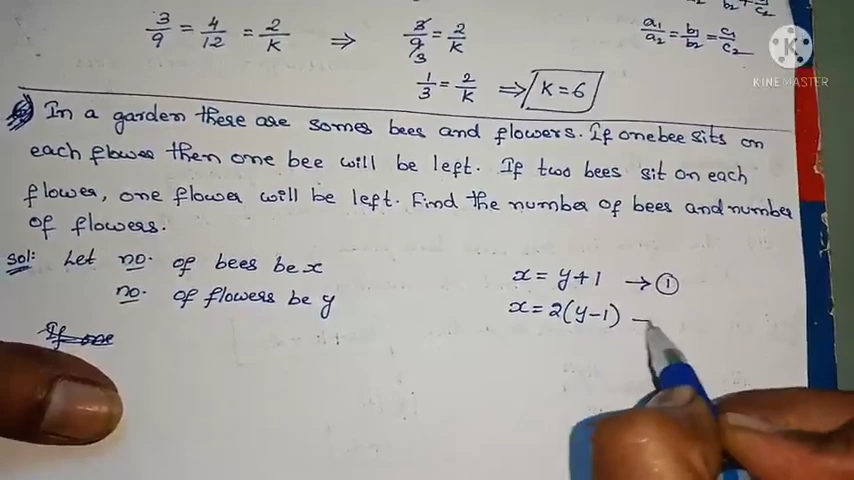 3/9 = 4/12 = 2/K ⇒ 3/9 = 2/K
a₁/a₂ = b₁/b₂ = c₁/c₂
3
1/3 = 2/K ⇒ K = 6
KINEMASTER
In a garden there are somes bees and flowers. If one bee sits on
each flower then one bee will be left. If two bees sit on each
flower, one flower will be left. Find the number of bees and number
of flowers.
Sol: Let no. of bees be x
no. of flowers be y
x = y+1 → ①
x = 2(y-1) —
If one